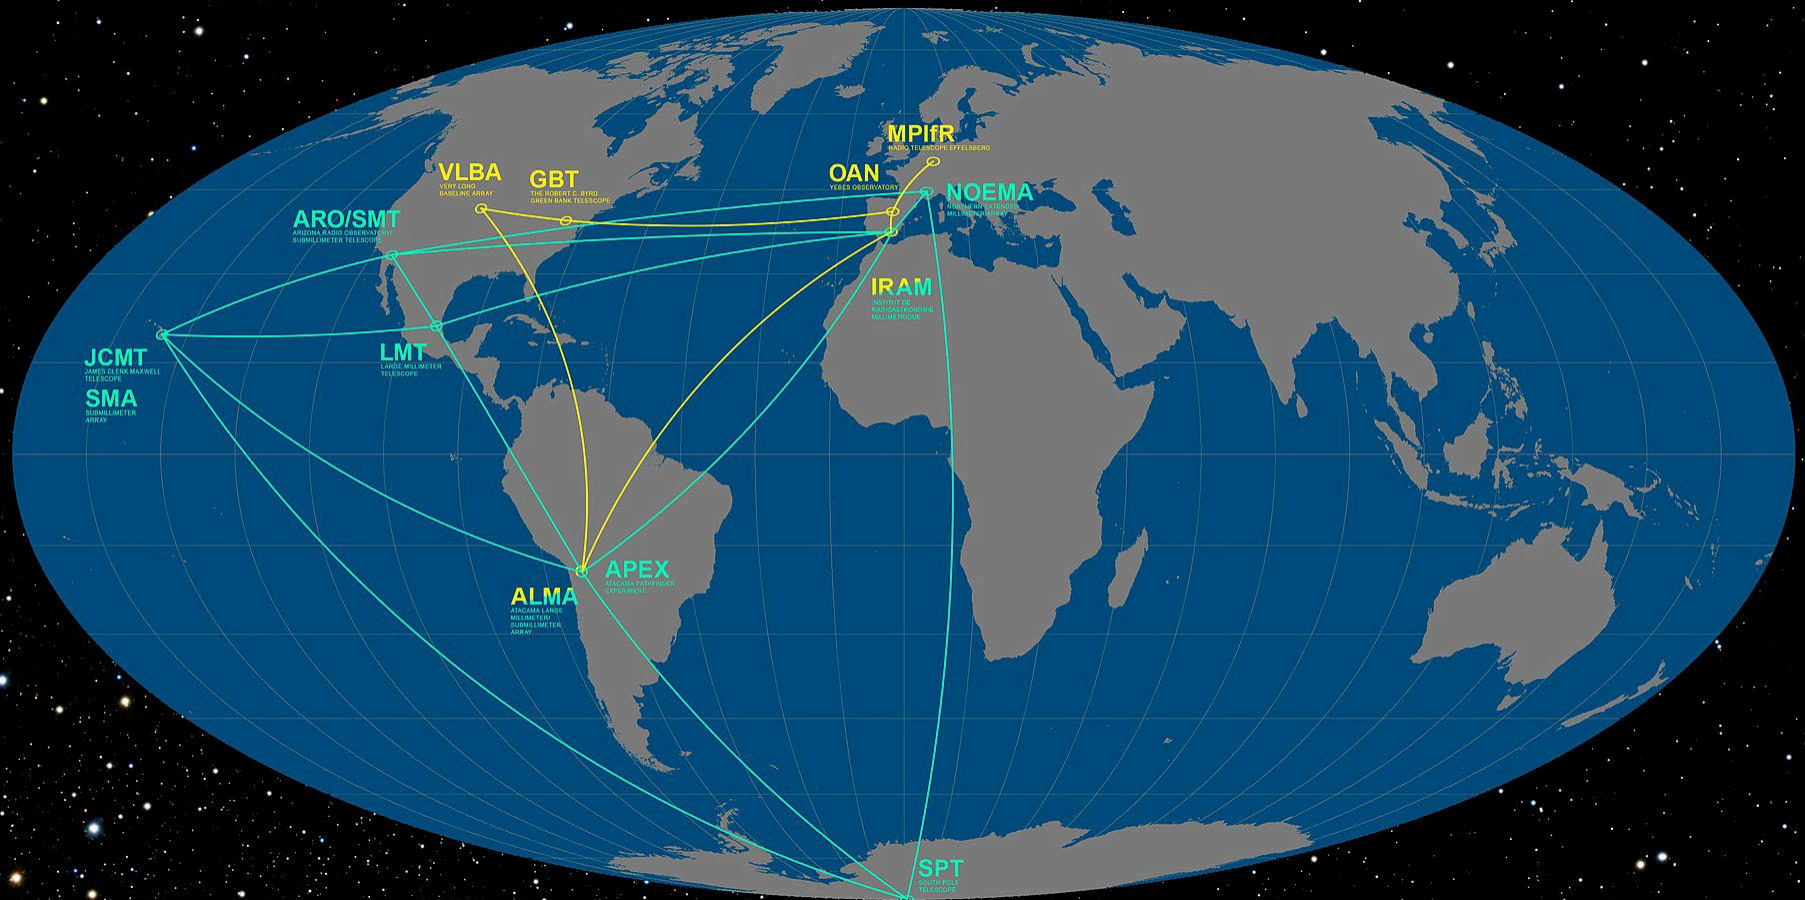 MPIfR
RADIO TELESCOPE EFFELSBERG
VLBA
VERY LONG
BASELINE ARRAY
GBT
THE ROBERT C. BYRD
GREEN BANK TELESCOPE
OAN
YEBES OBSERVATORY
NOEMA
NORTHERN EXTENDED
MILLIMETER ARRAY
ARO/SMT
ARIZONA RADIO OBSERVATORY/
SUBMILLIMETER TELESCOPE
IRAM
INSTITUT DE
RADIOASTRONOMIE
MILLIMETRIQUE
JCMT
JAMES CLERK MAXWELL
TELESCOPE
LMT
LARGE MILLIMETER
TELESCOPE
SMA
SUBMILLIMETER
ARRAY
APEX
ATACAMA PATHFINDER
EXPERIMENT
ALMA
ATACAMA LARGE
MILLIMETER/
SUBMILLIMETER
ARRAY
SPT
SOUTH POLE
TELESCOPE